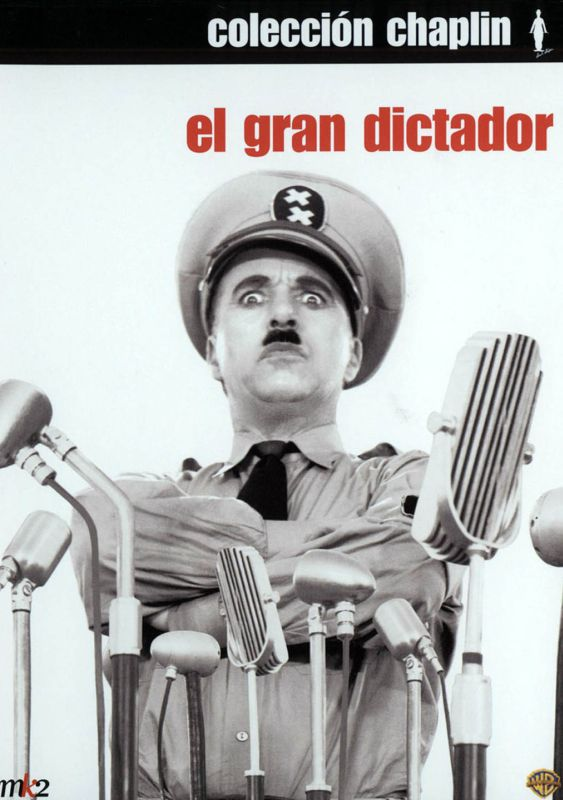 colección chaplin
el gran dictador
mk2